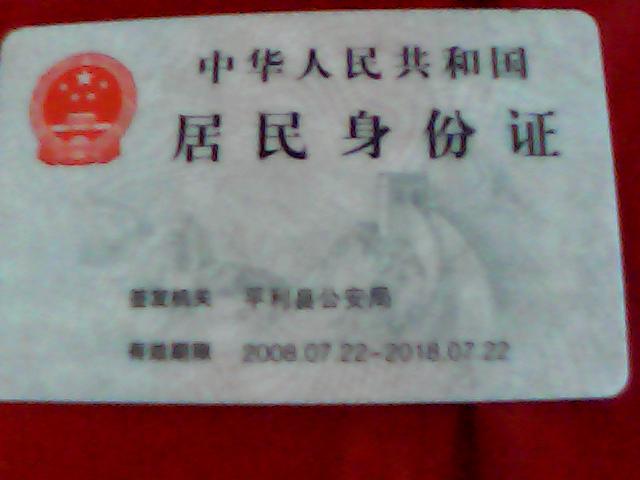 中华人民共和国
居民身份证
签发机关 平利县公安局
有效期限 2008.07.22-2018.07.22